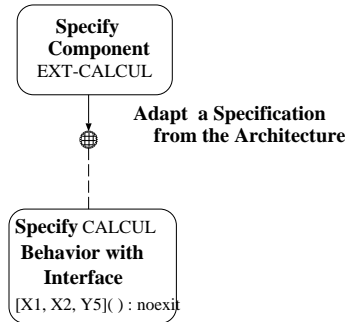 Specify
Component
EXT-CALCUL
Adapt a Specification
from the Architecture
Specify CALCUL
Behavior with
Interface
[X1, X2, Y5]( ) : noexit